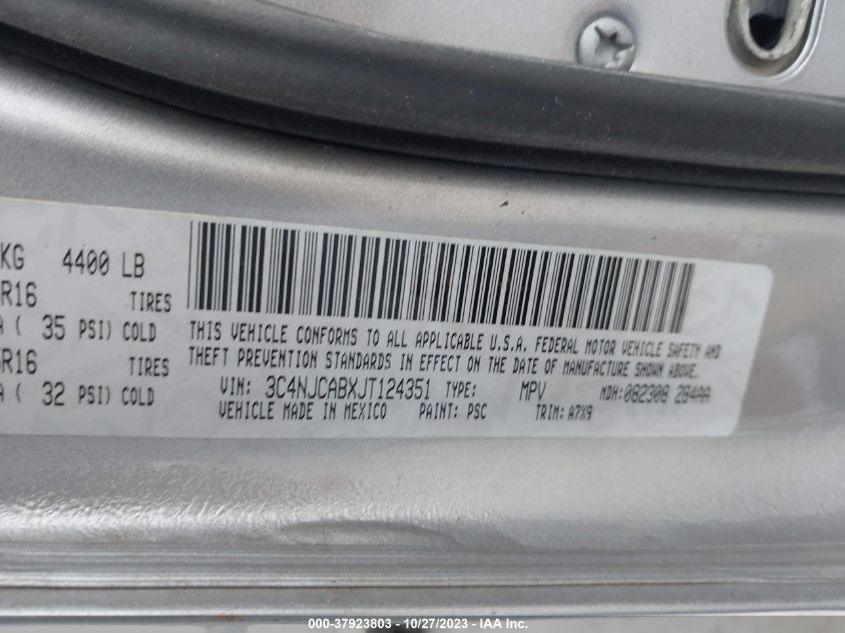 KG 4400 LB
R16 TIRES
( 35 PSI) COLD
R16 TIRES
( 32 PSI) COLD
THIS VEHICLE CONFORMS TO ALL APPLICABLE U.S.A. FEDERAL MOTOR VEHICLE SAFETY AND
THEFT PREVENTION STANDARDS IN EFFECT ON THE DATE OF MANUFACTURE SHOWN ABOVE.
VIN: 3C4NJCABXJT124351 TYPE: MPV MDH:082308 284AA
VEHICLE MADE IN MEXICO PAINT: PSC TRIM: A7X9
000-37923803 - 10/27/2023 - IAA Inc.